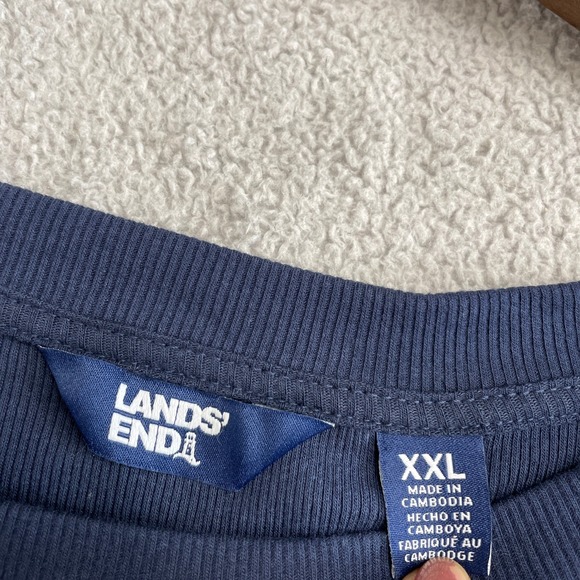 LANDS'
END
XXL
MADE IN
CAMBODIA
HECHO EN
CAMBOYA
FABRIQUÉ AU
CAMBODGE